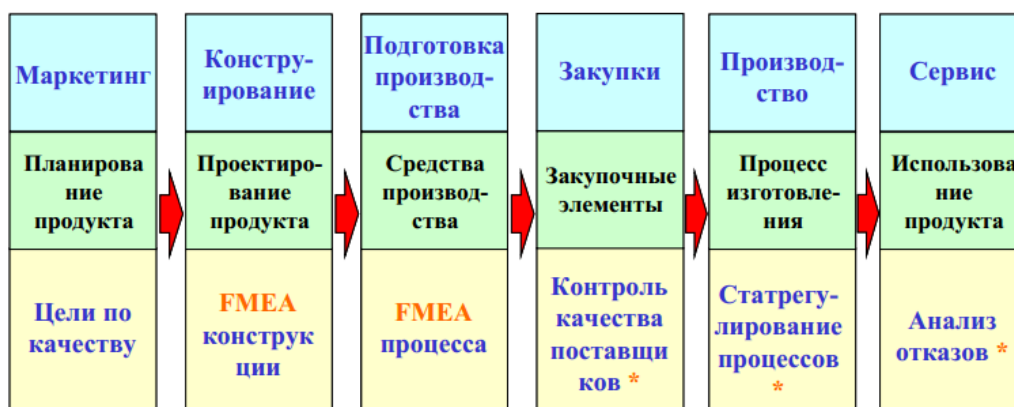 Маркетинг
Констру-
ирование
Подготовка
производ-
ства
Закупки
Производ-
ство
Сервис
Планирова
ние
продукта
Проектиро-
вание
продукта
Средства
производ-
ства
Закупочные
элементы
Процесс
изготовле-
ния
Использова
ние
продукта
Цели по
качеству
FMEA
конструк
ции
FMEA
процесса
Контроль
качества
поставщи
ков *
Статрегу-
лирование
процессов
*
Анализ
отказов *